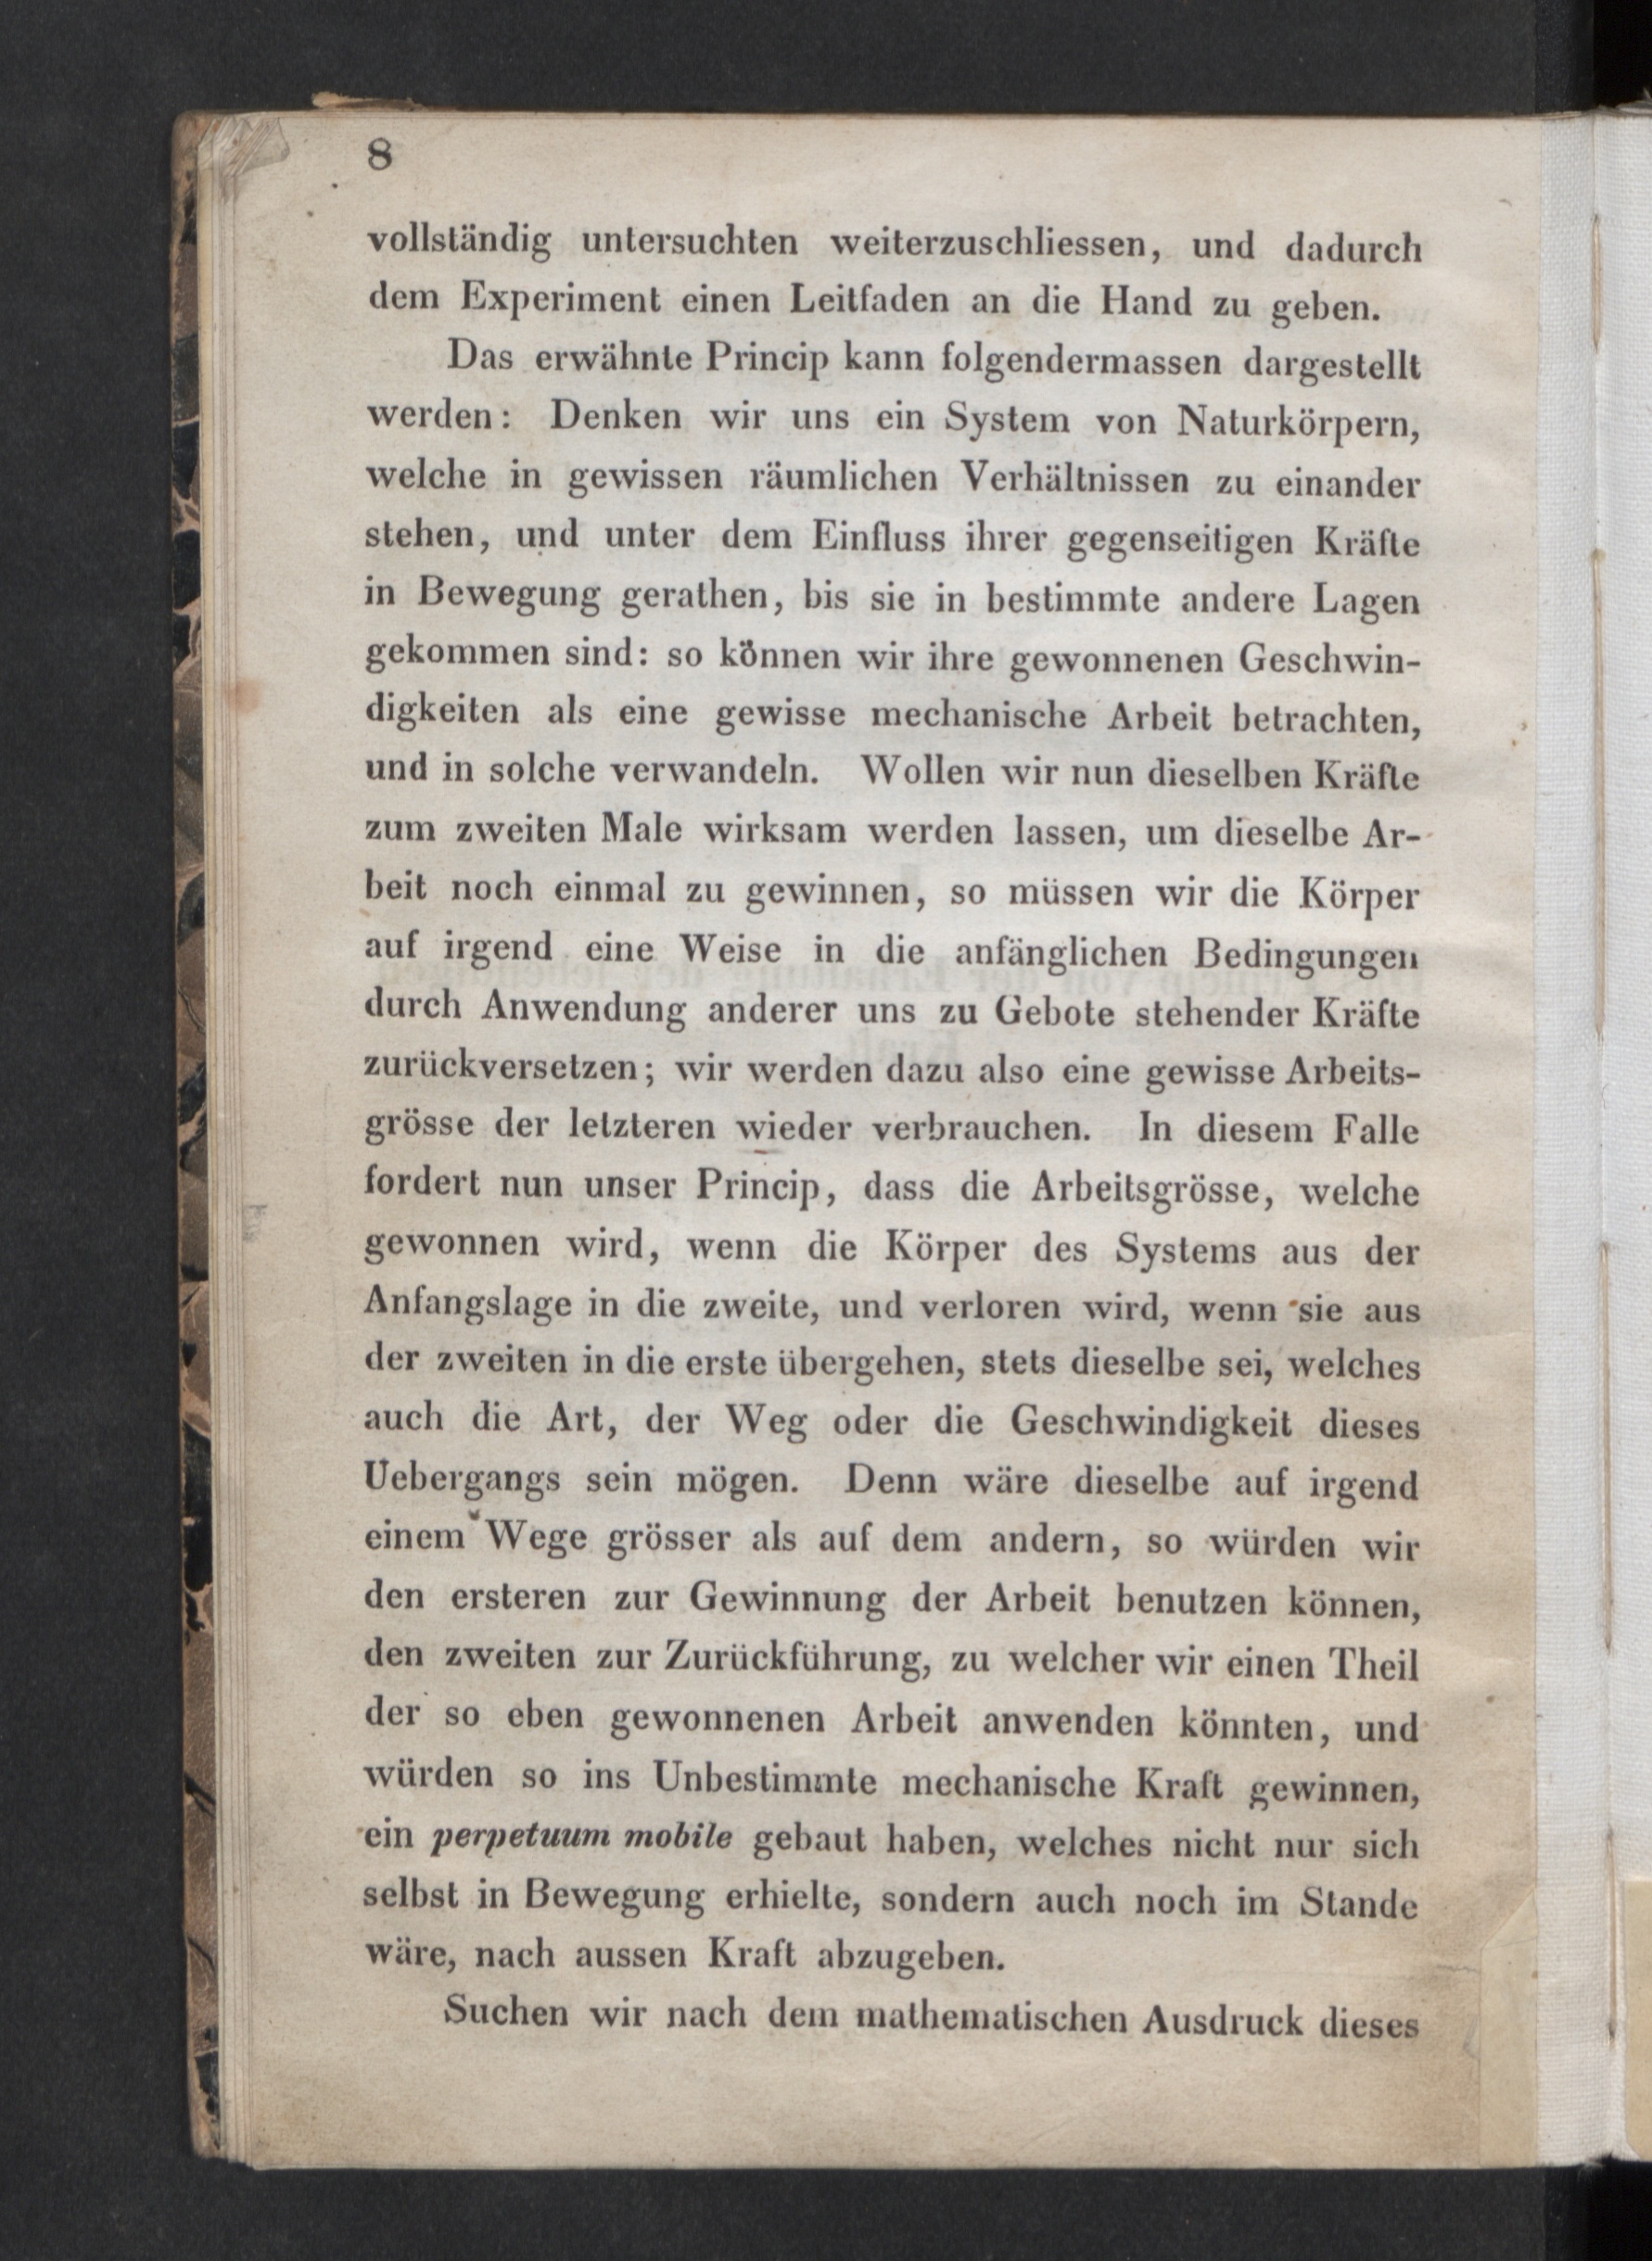 8
vollständig untersuchten weiterzuschliessen, und dadurch
dem Experiment einen Leitfaden an die Hand zu geben.
Das erwähnte Princip kann folgendermassen dargestellt
werden: Denken wir uns ein System von Naturkörpern,
welche in gewissen räumlichen Verhältnissen zu einander
stehen, und unter dem Einfluss ihrer gegenseitigen Kräfte
in Bewegung gerathen, bis sie in bestimmte andere Lagen
gekommen sind: so können wir ihre gewonnenen Geschwin-
digkeiten als eine gewisse mechanische Arbeit betrachten,
und in solche verwandeln. Wollen wir nun dieselben Kräfte
zum zweiten Male wirksam werden lassen, um dieselbe Ar-
beit noch einmal zu gewinnen, so müssen wir die Körper
auf irgend eine Weise in die anfänglichen Bedingungen
durch Anwendung anderer uns zu Gebote stehender Kräfte
zurückversetzen; wir werden dazu also eine gewisse Arbeits-
grösse der letzteren wieder verbrauchen. In diesem Falle
fordert nun unser Princip, dass die Arbeitsgrösse, welche
gewonnen wird, wenn die Körper des Systems aus der
Anfangslage in die zweite, und verloren wird, wenn sie aus
der zweiten in die erste übergehen, stets dieselbe sei, welches
auch die Art, der Weg oder die Geschwindigkeit dieses
Uebergangs sein mögen. Denn wäre dieselbe auf irgend
einem Wege grösser als auf dem andern, so würden wir
den ersteren zur Gewinnung der Arbeit benutzen können,
den zweiten zur Zurückführung, zu welcher wir einen Theil
der so eben gewonnenen Arbeit anwenden könnten, und
würden so ins Unbestimmte mechanische Kraft gewinnen,
ein perpetuum mobile gebaut haben, welches nicht nur sich
selbst in Bewegung erhielte, sondern auch noch im Stande
wäre, nach aussen Kraft abzugeben.
Suchen wir nach dem mathematischen Ausdruck dieses